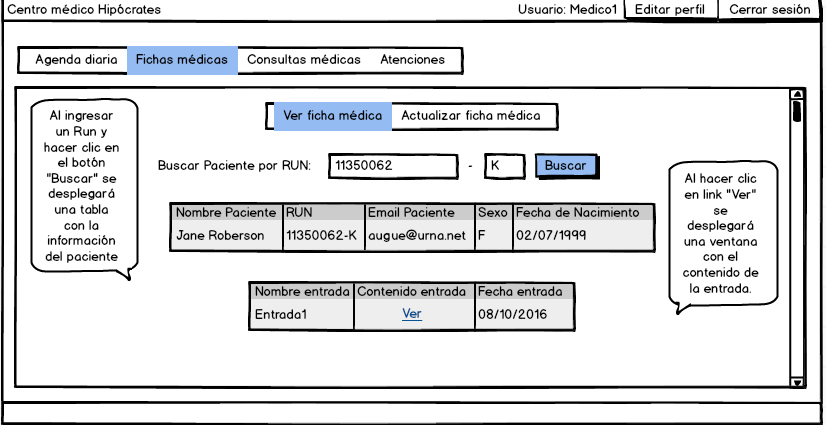 Centro médico Hipócrates
Usuario: Medico1 Editar perfil Cerrar sesión
Agenda diaria Fichas médicas Consultas médicas Atenciones
Al ingresar
un Run y
hacer clic en
el botón
"Buscar" se
desplegará
una tabla
con la
información
del paciente
Ver ficha médica Actualizar ficha médica
Buscar Paciente por RUN: 11350062 - K Buscar
Nombre Paciente RUN Email Paciente Sexo Fecha de Nacimiento
Jane Roberson 11350062-K augue@urna.net F 02/07/1999
Nombre entrada Contenido entrada Fecha entrada
Entrada1 Ver 08/10/2016
Al hacer clic
en link "Ver"
se
desplegará
una ventana
con el
contenido de
la entrada.